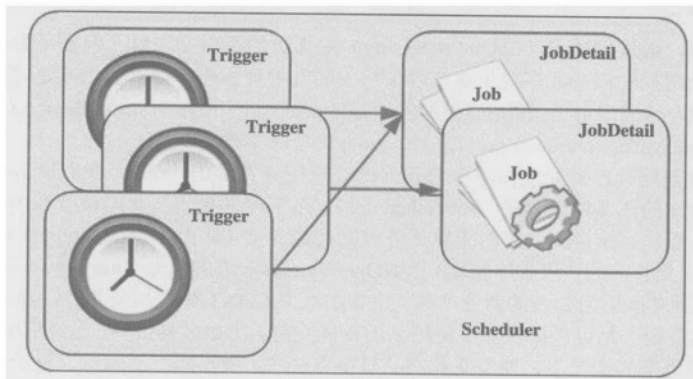 Trigger
JobDetail
Job
Trigger
JobDetail
Job
Trigger
Scheduler